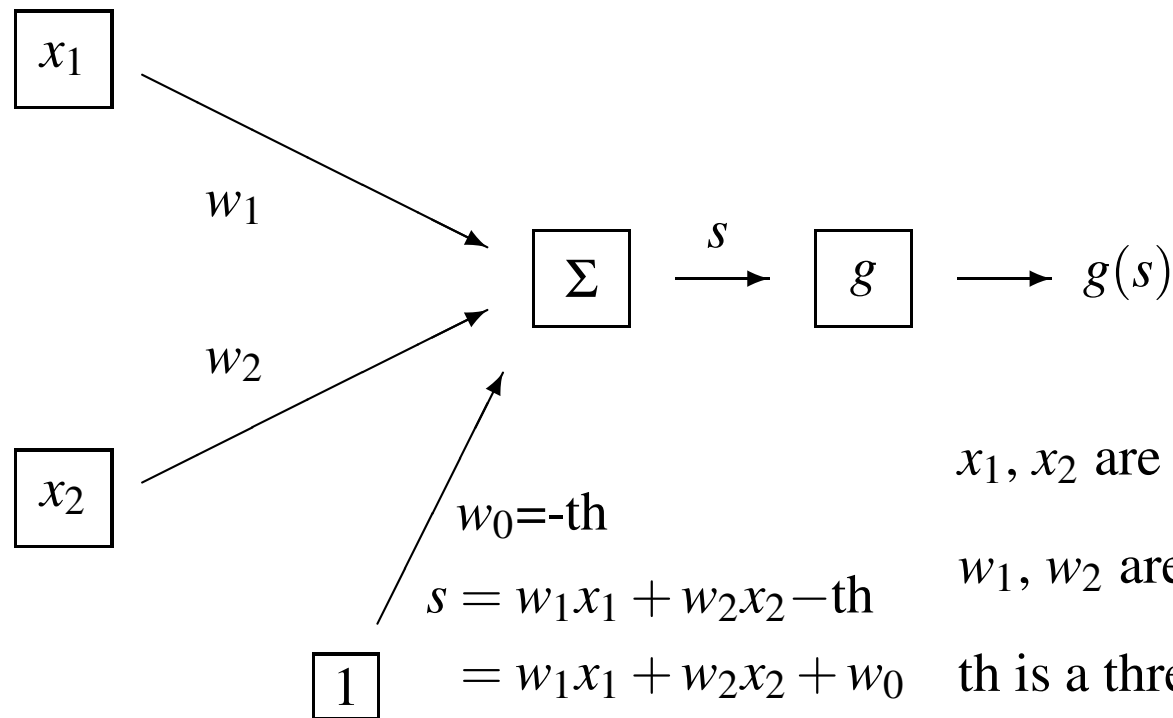 x₁
w₁
s
Σ
g
g(s)
w₂
x₂
x₁, x₂ are
w₀=-th
w₁, w₂ are
s = w₁x₁ + w₂x₂−th
1
= w₁x₁ + w₂x₂ + w₀
th is a thre